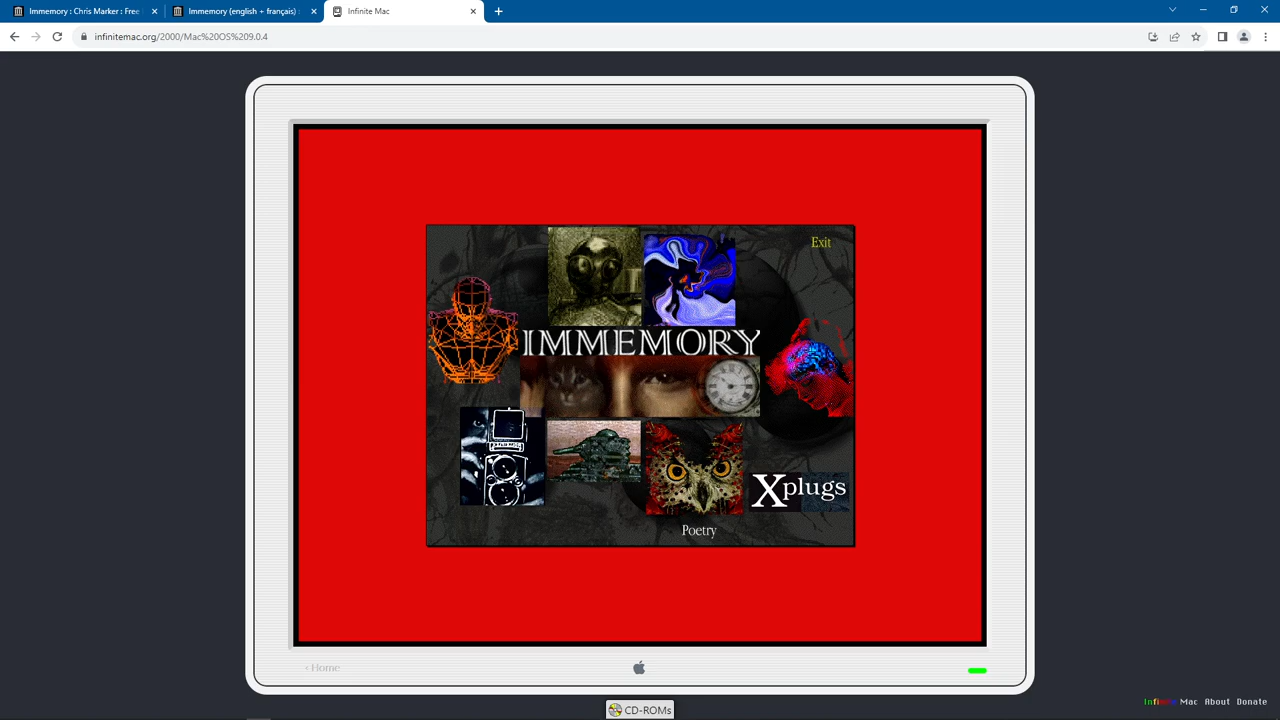 Immemory : Chris Marker : Free
Immemory (english + français) :
Infinite Mac
infinitemac.org/2000/Mac%20OS%209.0.4
Exit
IMMEMORY
Xplugs
Poetry
‹ Home
CD-ROMs
Infinite Mac About Donate